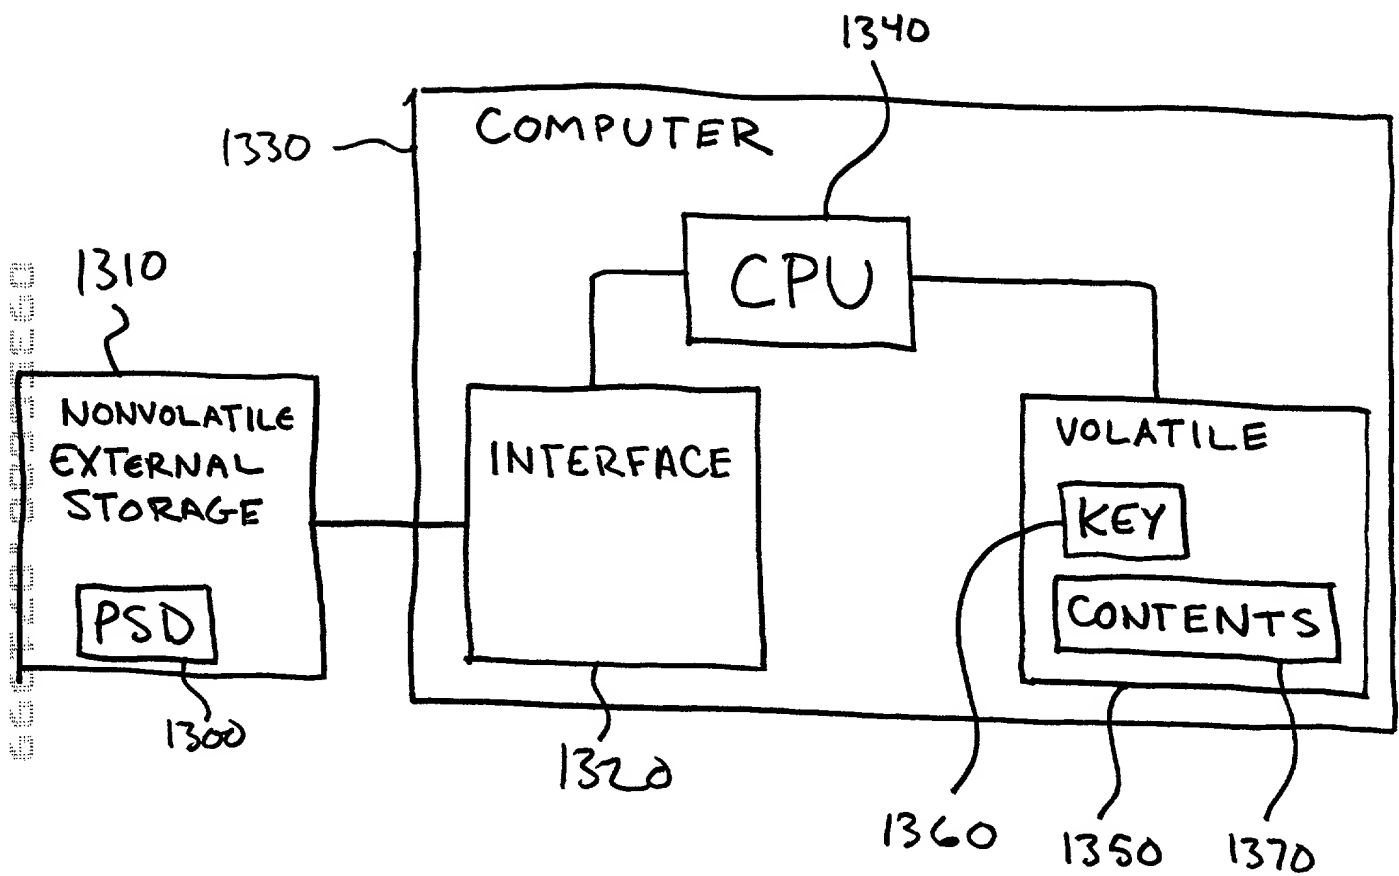 1340
COMPUTER
1330
CPU
1310
NONVOLATILE
EXTERNAL
STORAGE
INTERFACE
VOLATILE
KEY
CONTENTS
PSD
1300
1320
1360
1350
1370